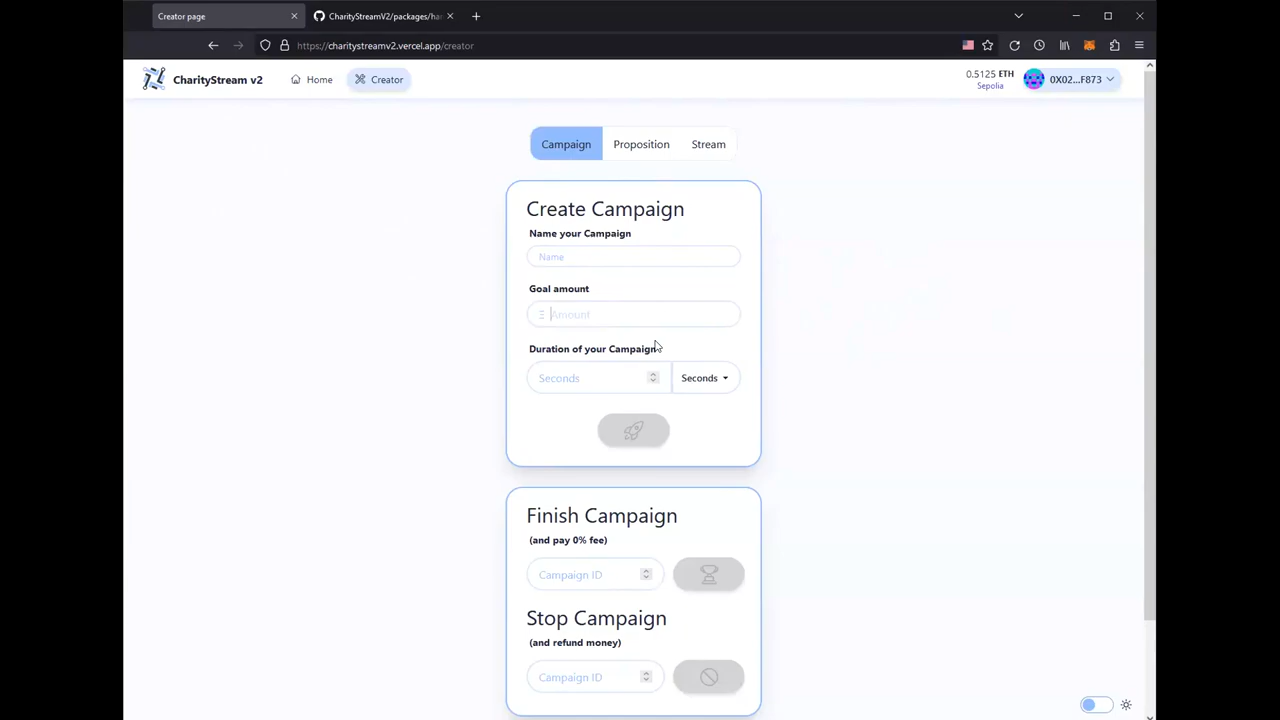 Creator page
CharityStreamV2/packages/har
https://charitystreamv2.vercel.app/creator
CharityStream v2
Home
Creator
0.5125 ETH
Sepolia
0X02...F873
Campaign
Proposition
Stream
Create Campaign
Name your Campaign
Name
Goal amount
Amount
Duration of your Campaign
Seconds
Seconds
Finish Campaign
(and pay 0% fee)
Campaign ID
Stop Campaign
(and refund money)
Campaign ID